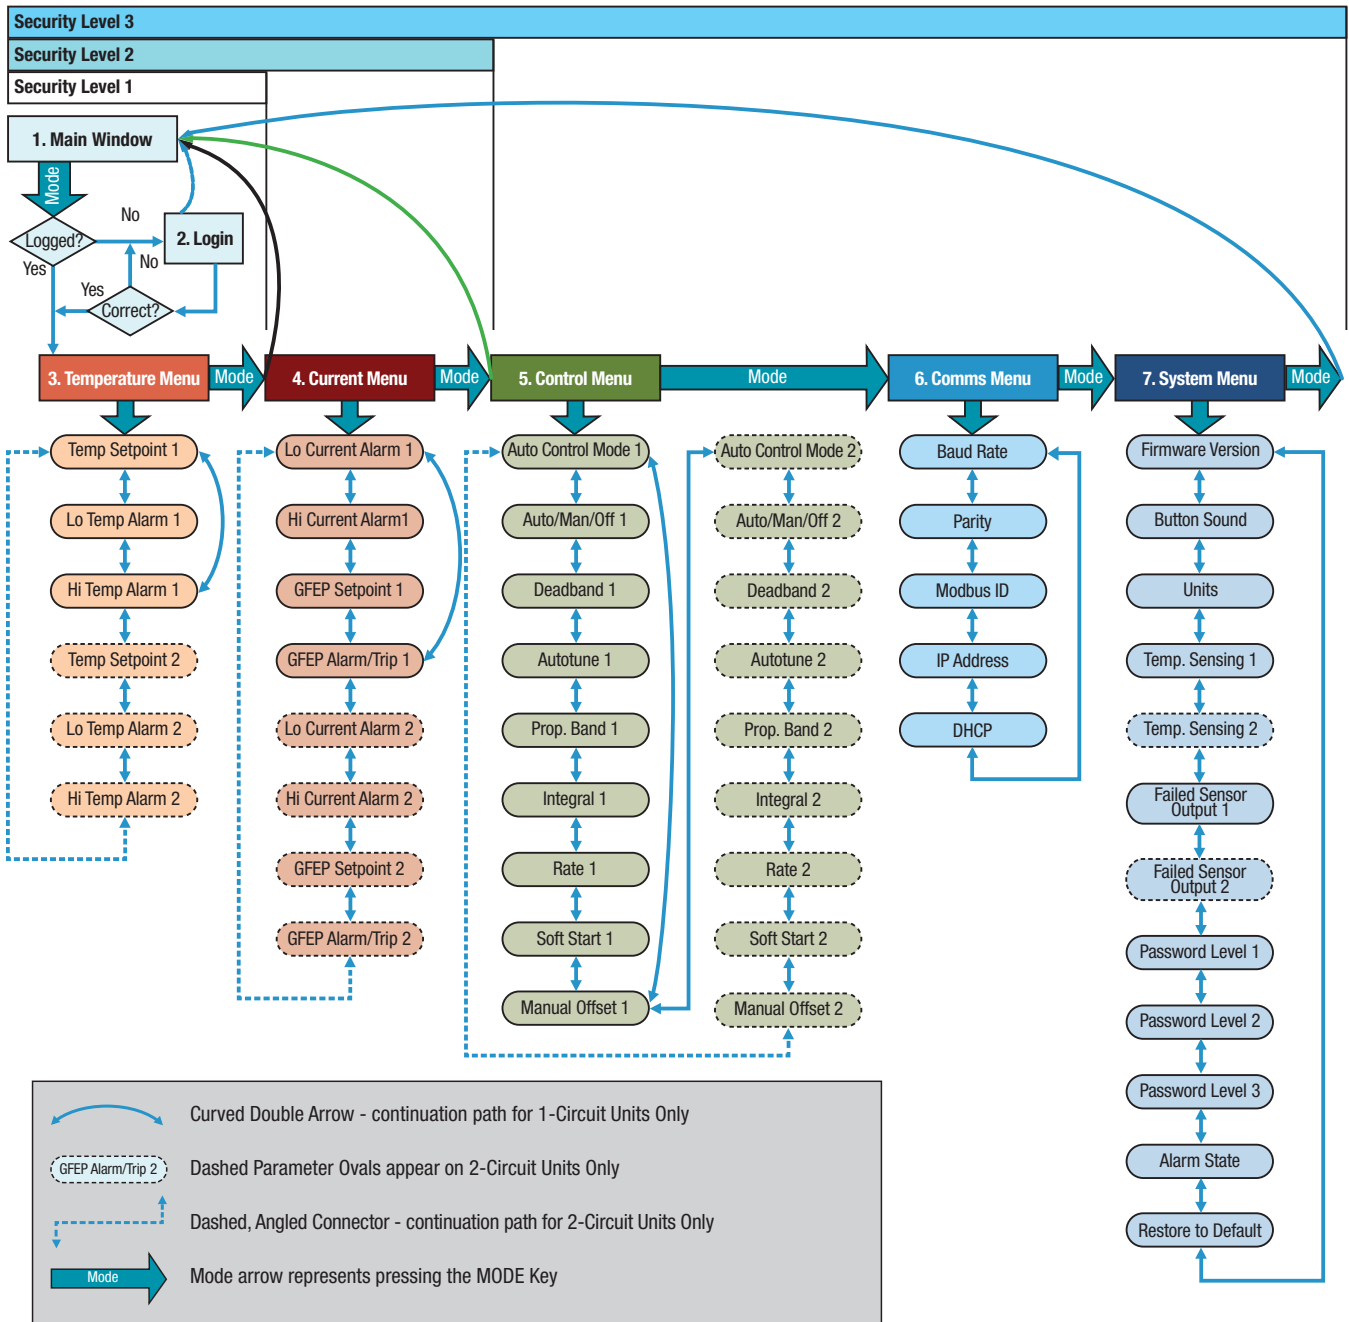 Security Level 3
Security Level 2
Security Level 1
1. Main Window
Mode
No
Logged?
2. Login
Yes
No
Yes
Correct?
3. Temperature Menu
Mode
4. Current Menu
Mode
5. Control Menu
Mode
6. Comms Menu
Mode
7. System Menu
Mode
Temp Setpoint 1
Lo Temp Alarm 1
Hi Temp Alarm 1
Temp Setpoint 2
Lo Temp Alarm 2
Hi Temp Alarm 2
Lo Current Alarm 1
Hi Current Alarm1
GFEP Setpoint 1
GFEP Alarm/Trip 1
Lo Current Alarm 2
Hi Current Alarm 2
GFEP Setpoint 2
GFEP Alarm/Trip 2
Auto Control Mode 1
Auto/Man/Off 1
Deadband 1
Autotune 1
Prop. Band 1
Integral 1
Rate 1
Soft Start 1
Manual Offset 1
Auto Control Mode 2
Auto/Man/Off 2
Deadband 2
Autotune 2
Prop. Band 2
Integral 2
Rate 2
Soft Start 2
Manual Offset 2
Baud Rate
Parity
Modbus ID
IP Address
DHCP
Firmware Version
Button Sound
Units
Temp. Sensing 1
Temp. Sensing 2
Failed Sensor
Output 1
Failed Sensor
Output 2
Password Level 1
Password Level 2
Password Level 3
Alarm State
Restore to Default
Curved Double Arrow - continuation path for 1-Circuit Units Only
GFEP Alarm/Trip 2
Dashed Parameter Ovals appear on 2-Circuit Units Only
Dashed, Angled Connector - continuation path for 2-Circuit Units Only
Mode
Mode arrow represents pressing the MODE Key